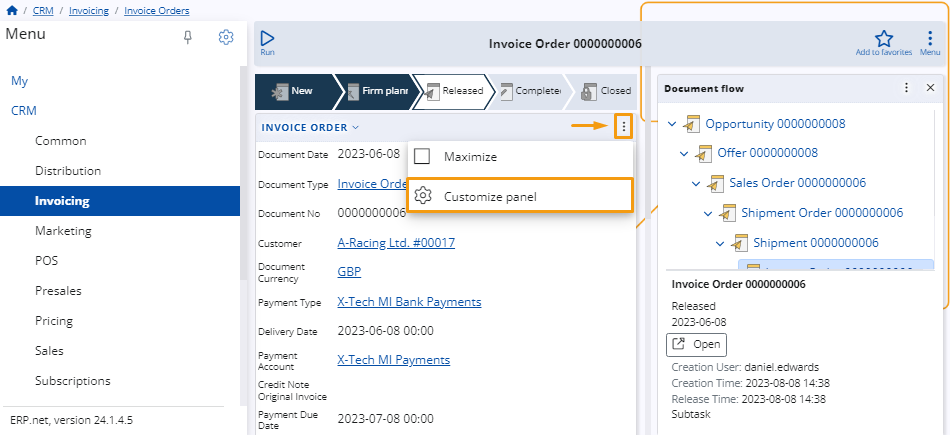 CRM / Invoicing / Invoice Orders
Menu
My
CRM
Common
Distribution
Invoicing
Marketing
POS
Presales
Pricing
Sales
Subscriptions
ERP.net, version 24.1.4.5
Run
Invoice Order 0000000006
Add to favorites
Menu
New
Firm plann
Released
Complete
Closed
INVOICE ORDER
Maximize
Customize panel
Document Date 2023-06-08
Document Type Invoice Orde
Document No 0000000006
Customer A-Racing Ltd. #00017
Document
Currency GBP
Payment Type X-Tech MI Bank Payments
Delivery Date 2023-06-08 00:00
Payment
Account X-Tech MI Payments
Credit Note
Original Invoice
Payment Due
Date 2023-07-08 00:00
Document flow
Opportunity 0000000008
Offer 0000000008
Sales Order 0000000006
Shipment Order 0000000006
Shipment 0000000006
Invoice Order 0000000006
Released
2023-06-08
Open
Creation User: daniel.edwards
Creation Time: 2023-08-08 14:38
Release Time: 2023-08-08 14:38
Subtask